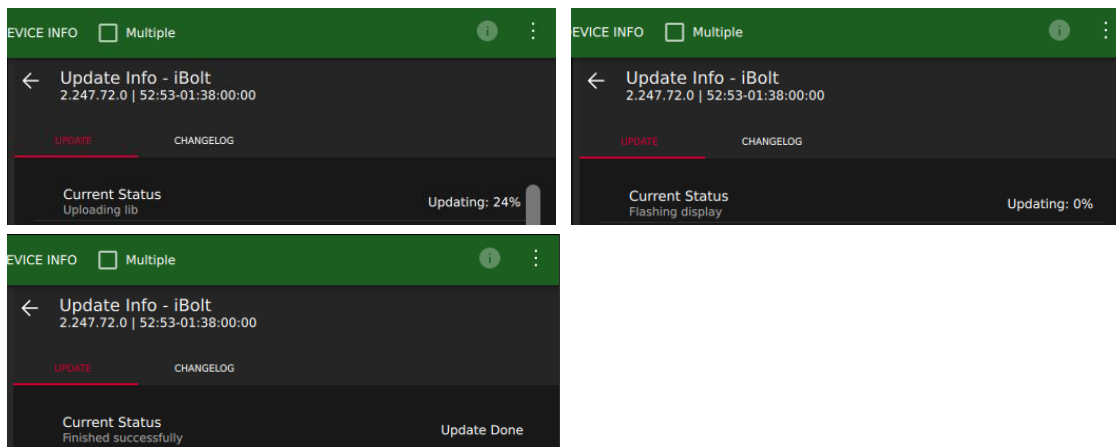 EVICE INFO Multiple
Update Info - iBolt
2.247.72.0 | 52:53-01:38:00:00
UPDATE CHANGELOG
Current Status
Uploading lib
Updating: 24%
EVICE INFO Multiple
Update Info - iBolt
2.247.72.0 | 52:53-01:38:00:00
UPDATE CHANGELOG
Current Status
Flashing display
Updating: 0%
EVICE INFO Multiple
Update Info - iBolt
2.247.72.0 | 52:53-01:38:00:00
UPDATE CHANGELOG
Current Status
Finished successfully
Update Done